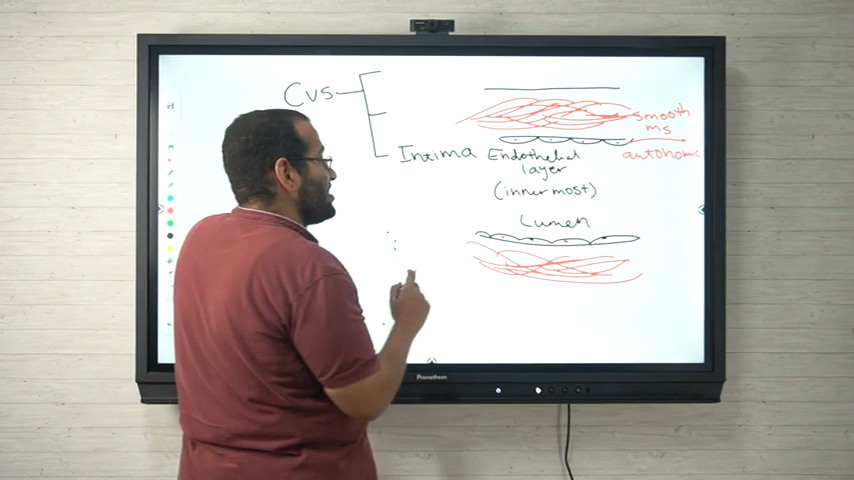 Cvs
smooth
ms
Intima Endothelial
layer
autonomic
(inner most)
Lumen
Promethean